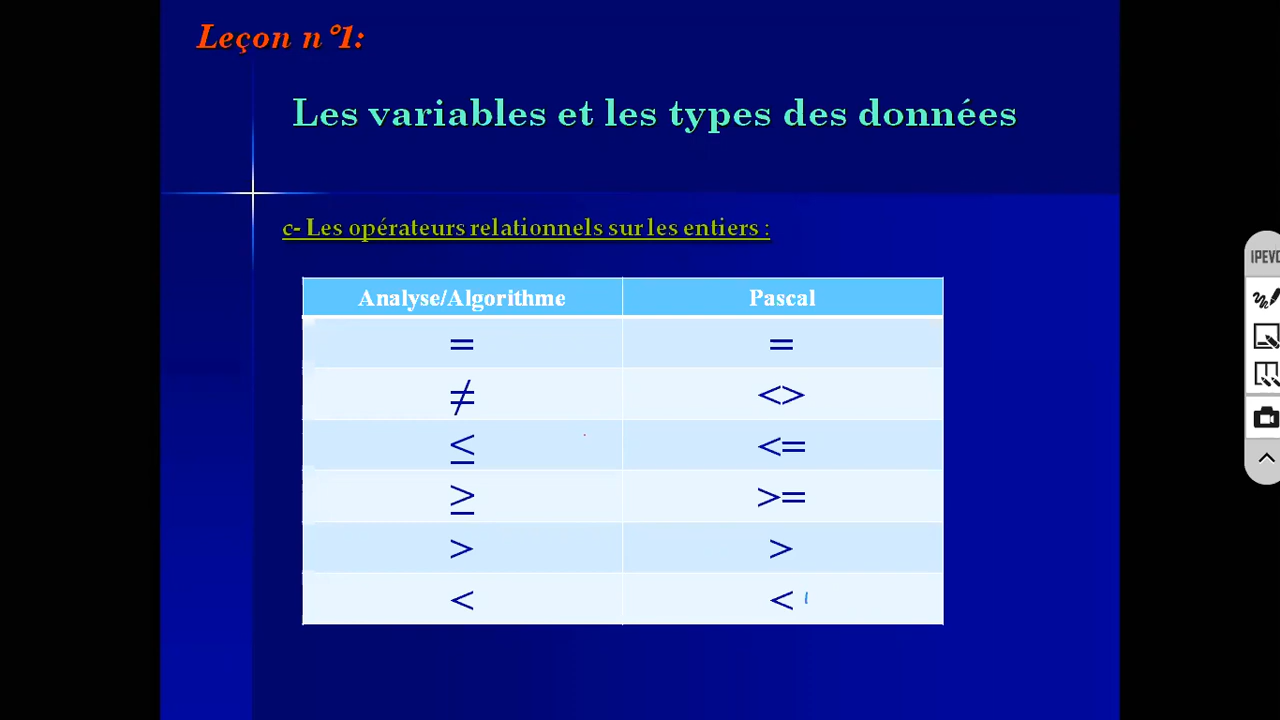 Leçon n°1:
Les variables et les types des données
c- Les opérateurs relationnels sur les entiers :
Analyse/Algorithme Pascal
= =
≠ <>
≤ <=
≥ >=
> >
< <